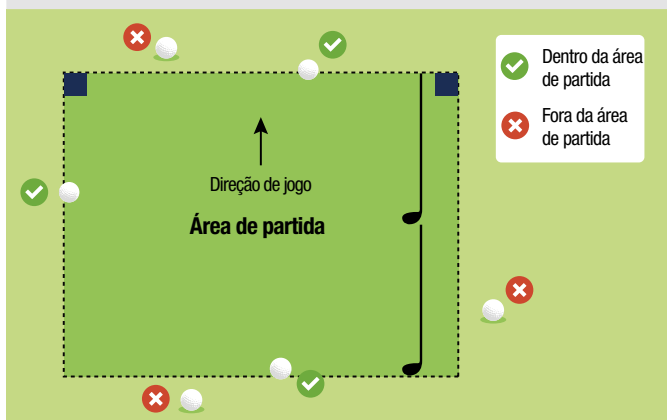 Dentro da área
de partida
Fora da área
de partida
Direção de jogo
Área de partida